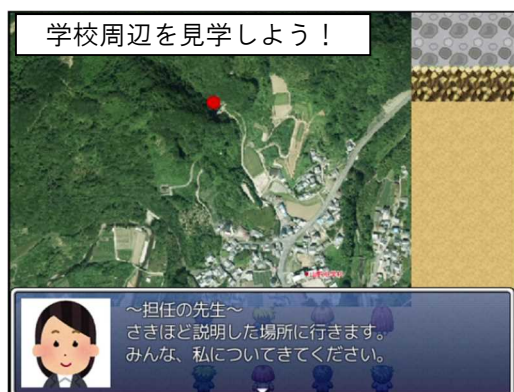 学校周辺を見学しよう！
～担任の先生～
さきほど説明した場所に行きます。
みんな、私についてきてください。